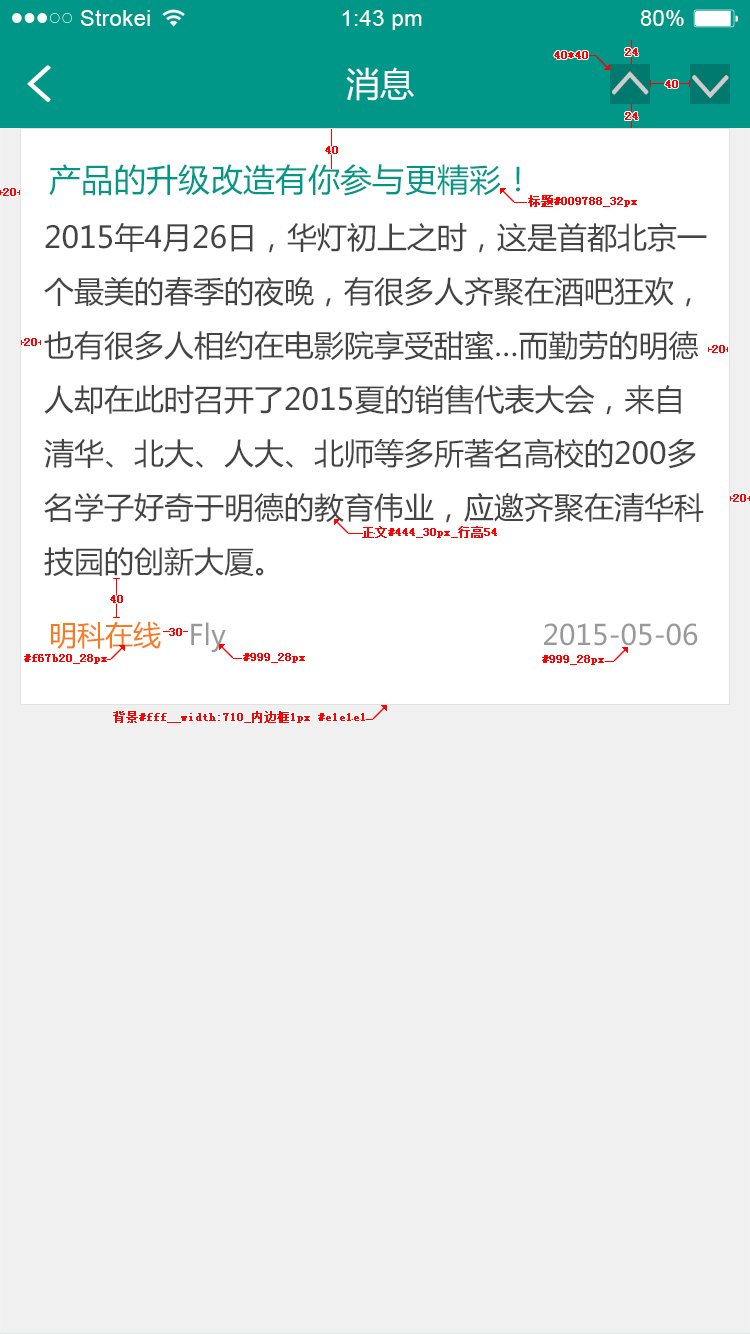 Strokei 1:43 pm 80%
40*40 24
消息
40
24
40
产品的升级改造有你参与更精彩！
20
标题#009788_32px
2015年4月26日，华灯初上之时，这是首都北京一
个最美的春季的夜晚，有很多人齐聚在酒吧狂欢，
20
也有很多人相约在电影院享受甜蜜...而勤劳的明德
20
人却在此时召开了2015夏的销售代表大会，来自
清华、北大、人大、北师等多所著名高校的200多
20
名学子好奇于明德的教育伟业，应邀齐聚在清华科
正文#444_30px_行高54
技园的创新大厦。
40
明科在线 30 Fly 2015-05-06
#f67b20_28px #999_28px #999_28px
背景#fff__width:710_内边框1px #e1e1e1